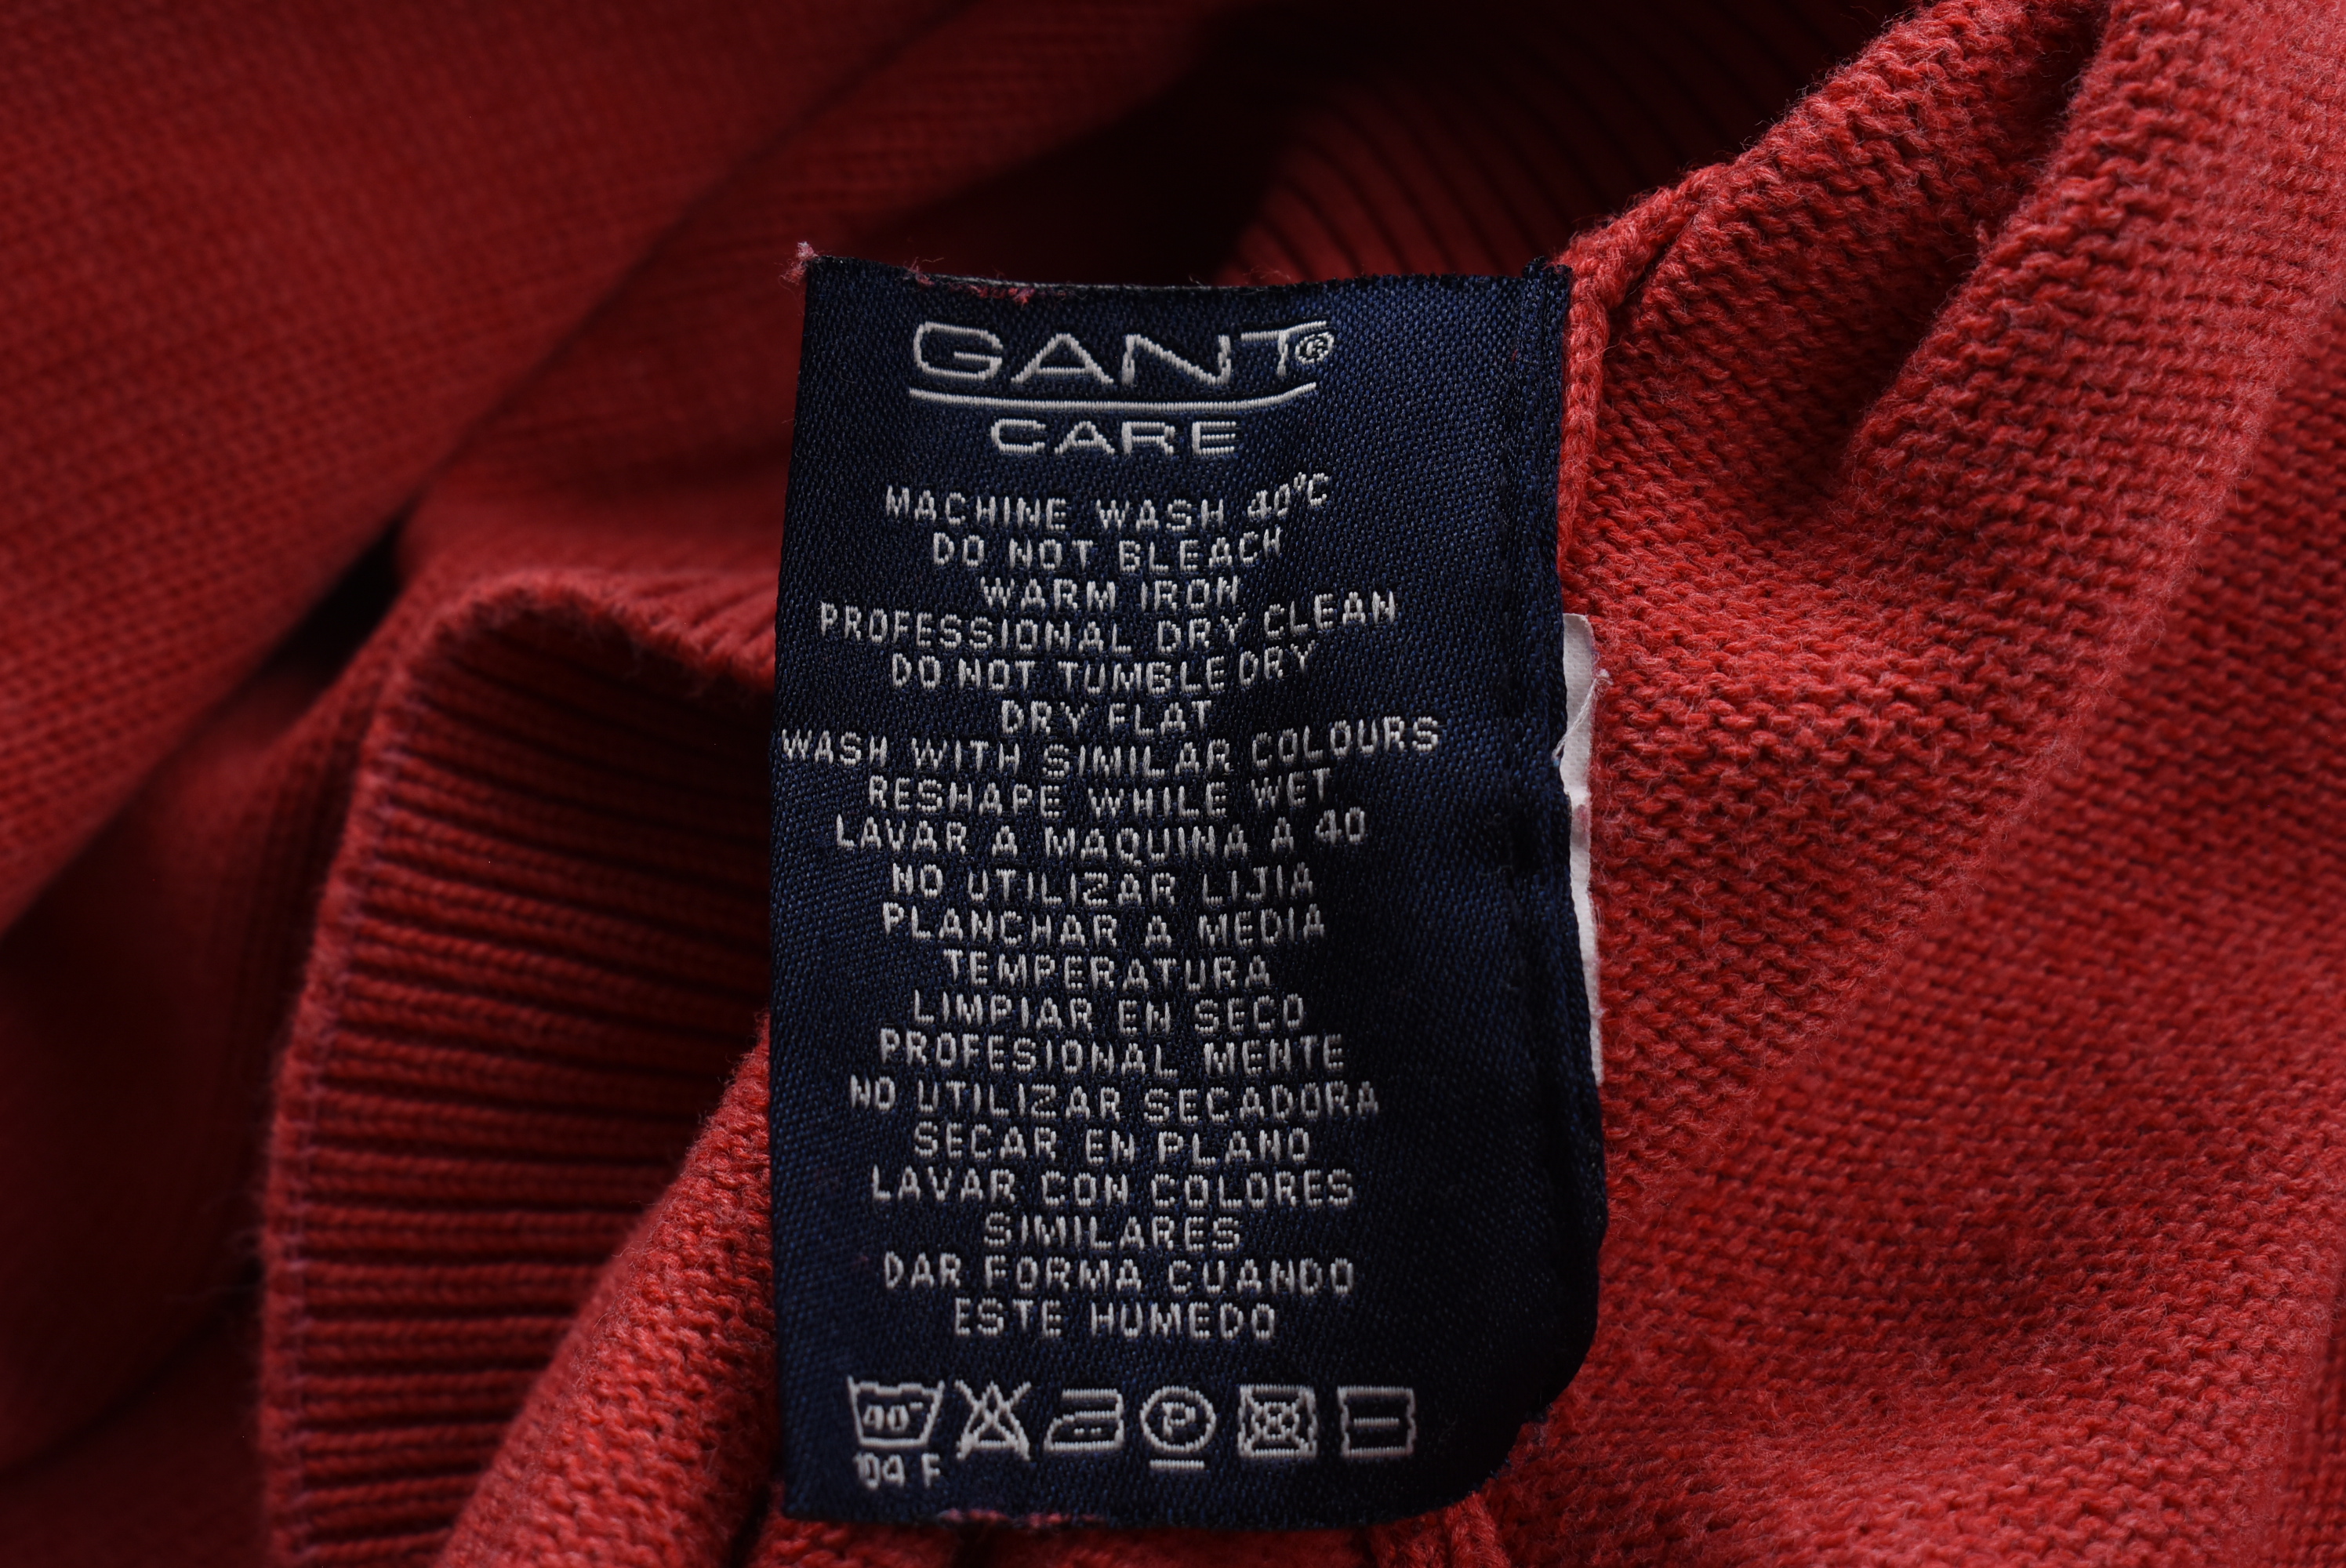 GANT®
CARE
MACHINE WASH 40°C
DO NOT BLEACH
WARM IRON
PROFESSIONAL DRY CLEAN
DO NOT TUMBLE DRY
DRY FLAT
WASH WITH SIMILAR COLOURS
RESHAPE WHILE WET
LAVAR A MAQUINA A 40
NO UTILIZAR LIJIA
PLANCHAR A MEDIA
TEMPERATURA
LIMPIAR EN SECO
PROFESIONAL MENTE
NO UTILIZAR SECADORA
SECAR EN PLANO
LAVAR CON COLORES
SIMILARES
DAR FORMA CUANDO
ESTE HUMEDO
40° P
104 F